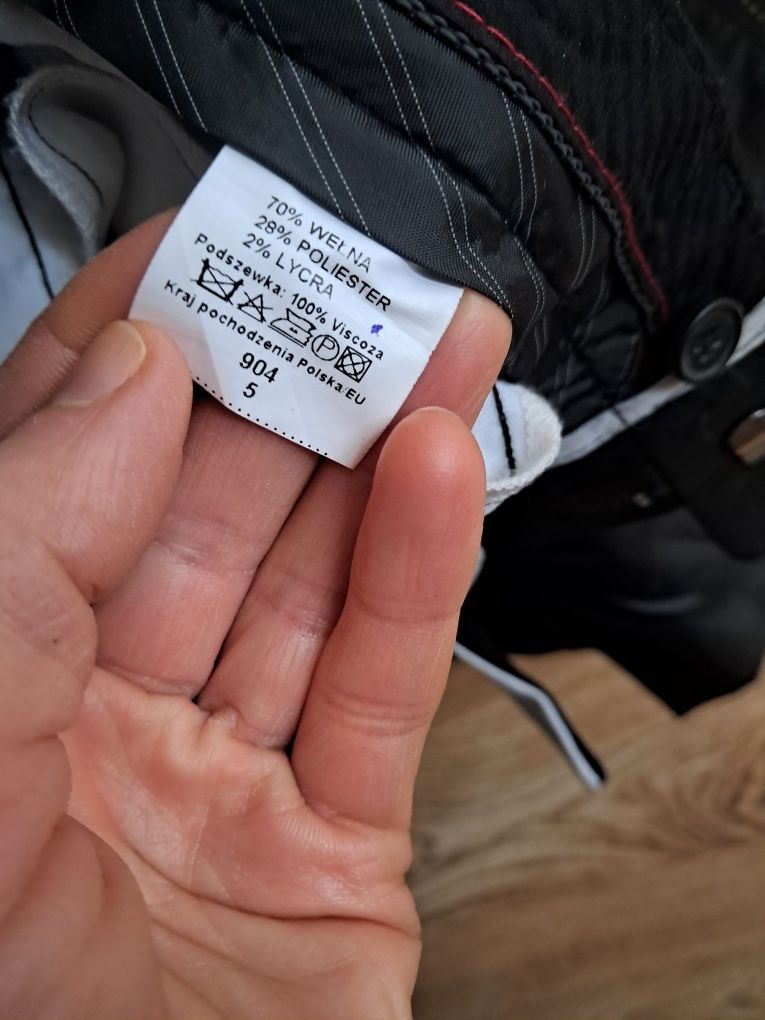 70% WEŁNA
28% POLIESTER
2% LYCRA
Podszewka: 100% Viscoza
P
Kraj pochodzenia Polska/EU
904
5